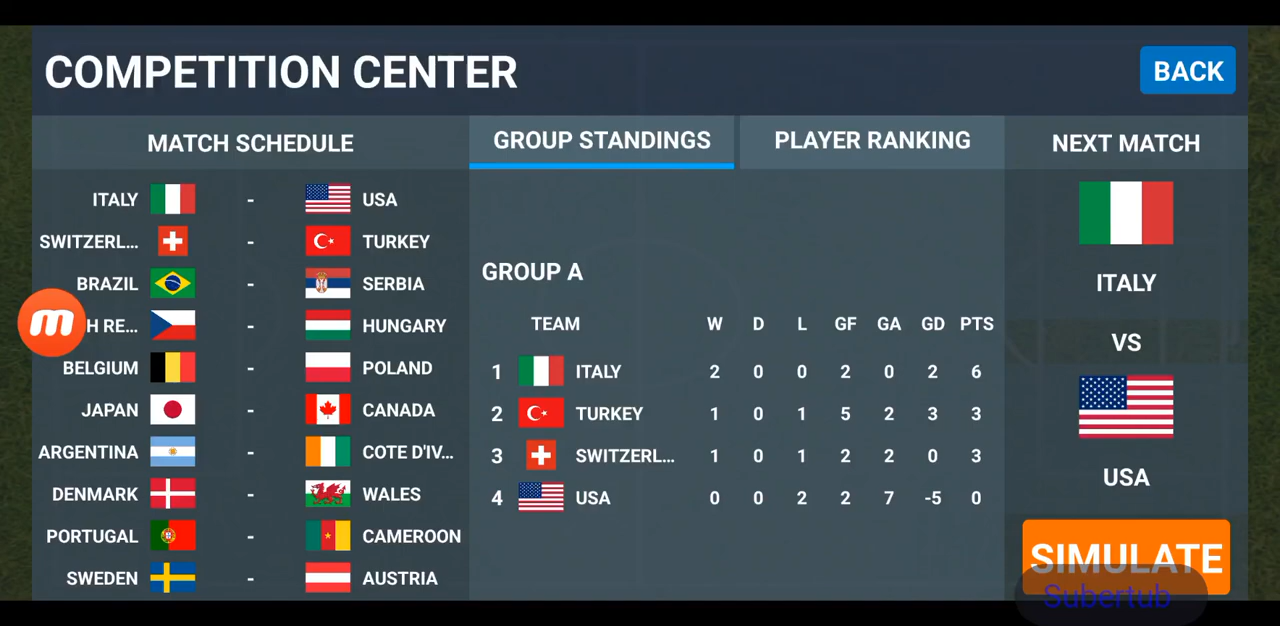 COMPETITION CENTER
BACK
MATCH SCHEDULE
GROUP STANDINGS
PLAYER RANKING
NEXT MATCH
ITALY - USA
SWITZERL... - TURKEY
BRAZIL - SERBIA
H RE... - HUNGARY
BELGIUM - POLAND
JAPAN - CANADA
ARGENTINA - COTE D'IV...
DENMARK - WALES
PORTUGAL - CAMEROON
SWEDEN - AUSTRIA
GROUP A
TEAM W D L GF GA GD PTS
1 ITALY 2 0 0 2 0 2 6
2 TURKEY 1 0 1 5 2 3 3
3 SWITZERL... 1 0 1 2 2 0 3
4 USA 0 0 2 2 7 -5 0
ITALY
VS
USA
SIMULATE
Subertub